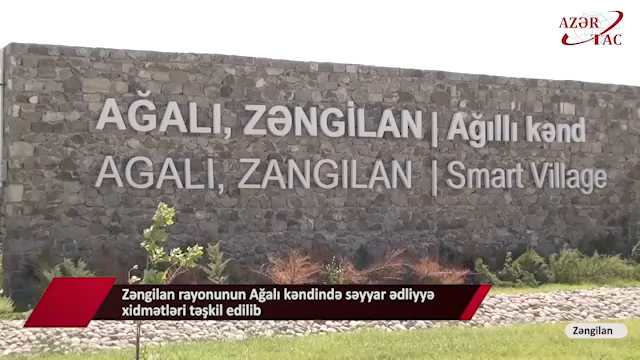 AZƏR
TAC
AĞALI, ZƏNGİLAN | Ağıllı kənd
AGALI, ZANGILAN | Smart Village
Zəngilan rayonunun Ağalı kəndində səyyar ədliyyə
xidmətləri təşkil edilib
Zəngilan